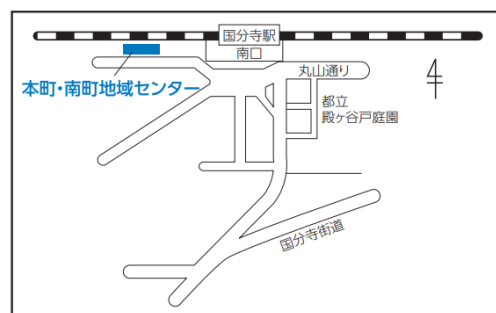 国分寺駅
南口
丸山通り
本町・南町地域センター
都立
殿ヶ谷戸庭園
国分寺街道